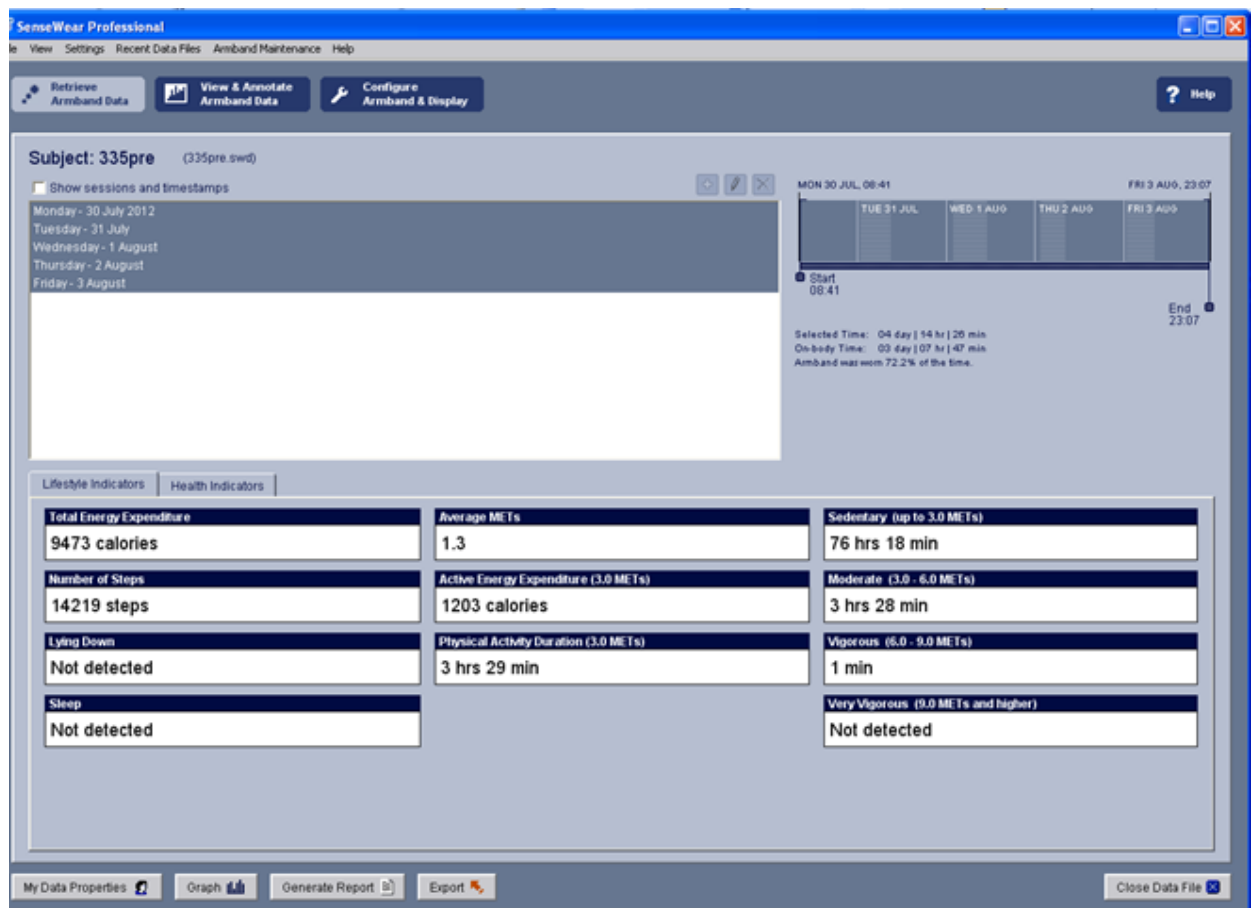 SenseWear Professional
le View Settings Recent Data Files Armband Maintenance Help
Retrieve
Armband Data
View & Annotate
Armband Data
Configure
Armband & Display
? Help
Subject: 335pre (335pre.swd)
Show sessions and timestamps
Monday - 30 July 2012
Tuesday - 31 July
Wednesday - 1 August
Thursday - 2 August
Friday - 3 August
MON 30 JUL, 08:41 FRI 3 AUG, 23:07
TUE 31 JUL WED 1 AUG THU 2 AUG FRI 3 AUG
Start
08:41
End
23:07
Selected Time: 04 day | 14 hr | 26 min
On-body Time: 03 day | 07 hr | 47 min
Armband was worn 72.2% of the time.
Lifestyle Indicators Health Indicators
Total Energy Expenditure
9473 calories
Number of Steps
14219 steps
Lying Down
Not detected
Sleep
Not detected
Average METs
1.3
Active Energy Expenditure (3.0 METs)
1203 calories
Physical Activity Duration (3.0 METs)
3 hrs 29 min
Sedentary (up to 3.0 METs)
76 hrs 18 min
Moderate (3.0 - 6.0 METs)
3 hrs 28 min
Vigorous (6.0 - 9.0 METs)
1 min
Very Vigorous (9.0 METs and higher)
Not detected
My Data Properties Graph Generate Report Export Close Data File